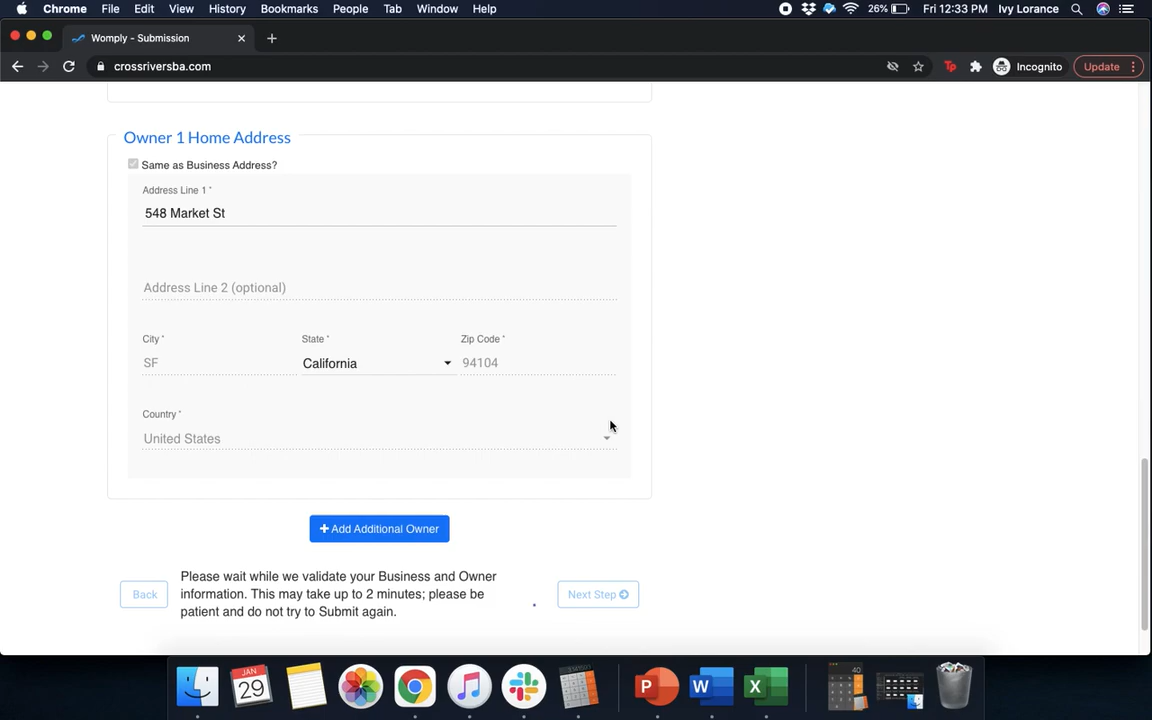 Chrome File Edit View History Bookmarks People Tab Window Help 26% Fri 12:33 PM Ivy Lorance
Womply - Submission
crossriversba.com Incognito Update
Owner 1 Home Address
Same as Business Address?
Address Line 1 *
548 Market St
Address Line 2 (optional)
City * State * Zip Code *
SF California 94104
Country *
United States
+ Add Additional Owner
Please wait while we validate your Business and Owner
Back information. This may take up to 2 minutes; please be Next Step
patient and do not try to Submit again.
JAN
29
P W X
40